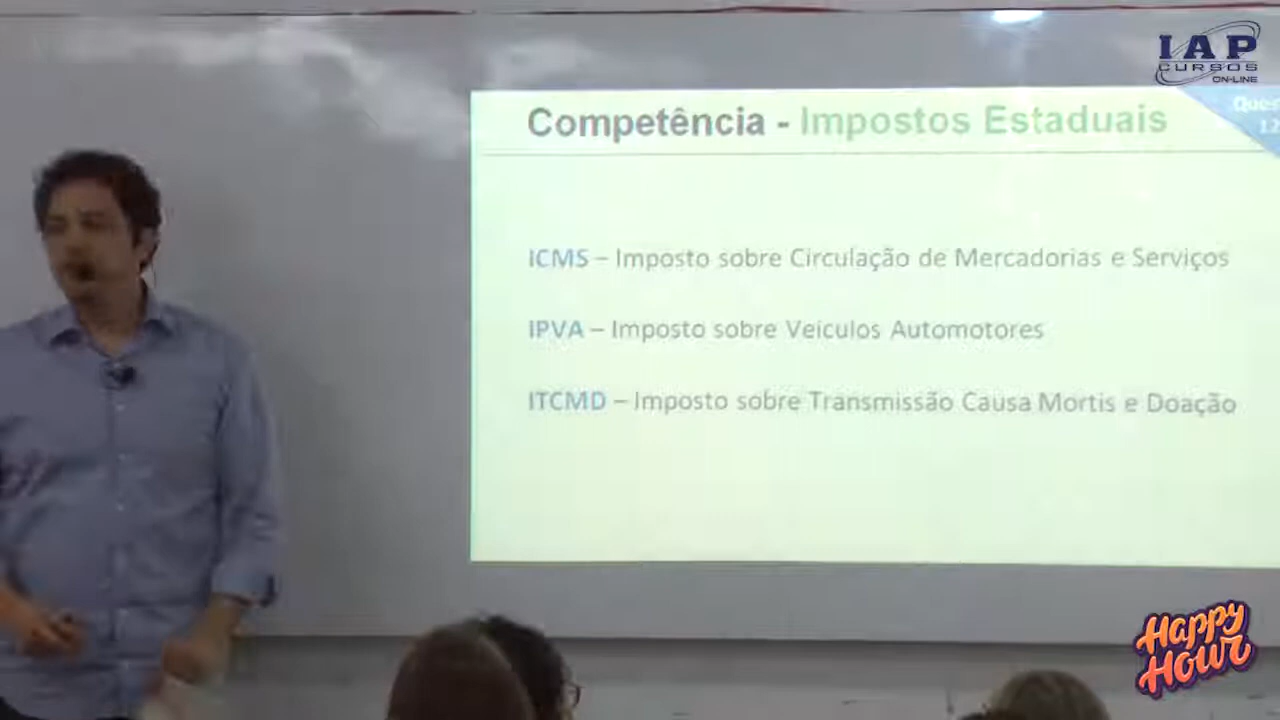 IAP
CURSOS
ON-LINE
Competência - Impostos Estaduais
ICMS – Imposto sobre Circulação de Mercadorias e Serviços
IPVA – Imposto sobre Veiculos Automotores
ITCMD – Imposto sobre Transmissão Causa Mortis e Doação
Happy
Hour